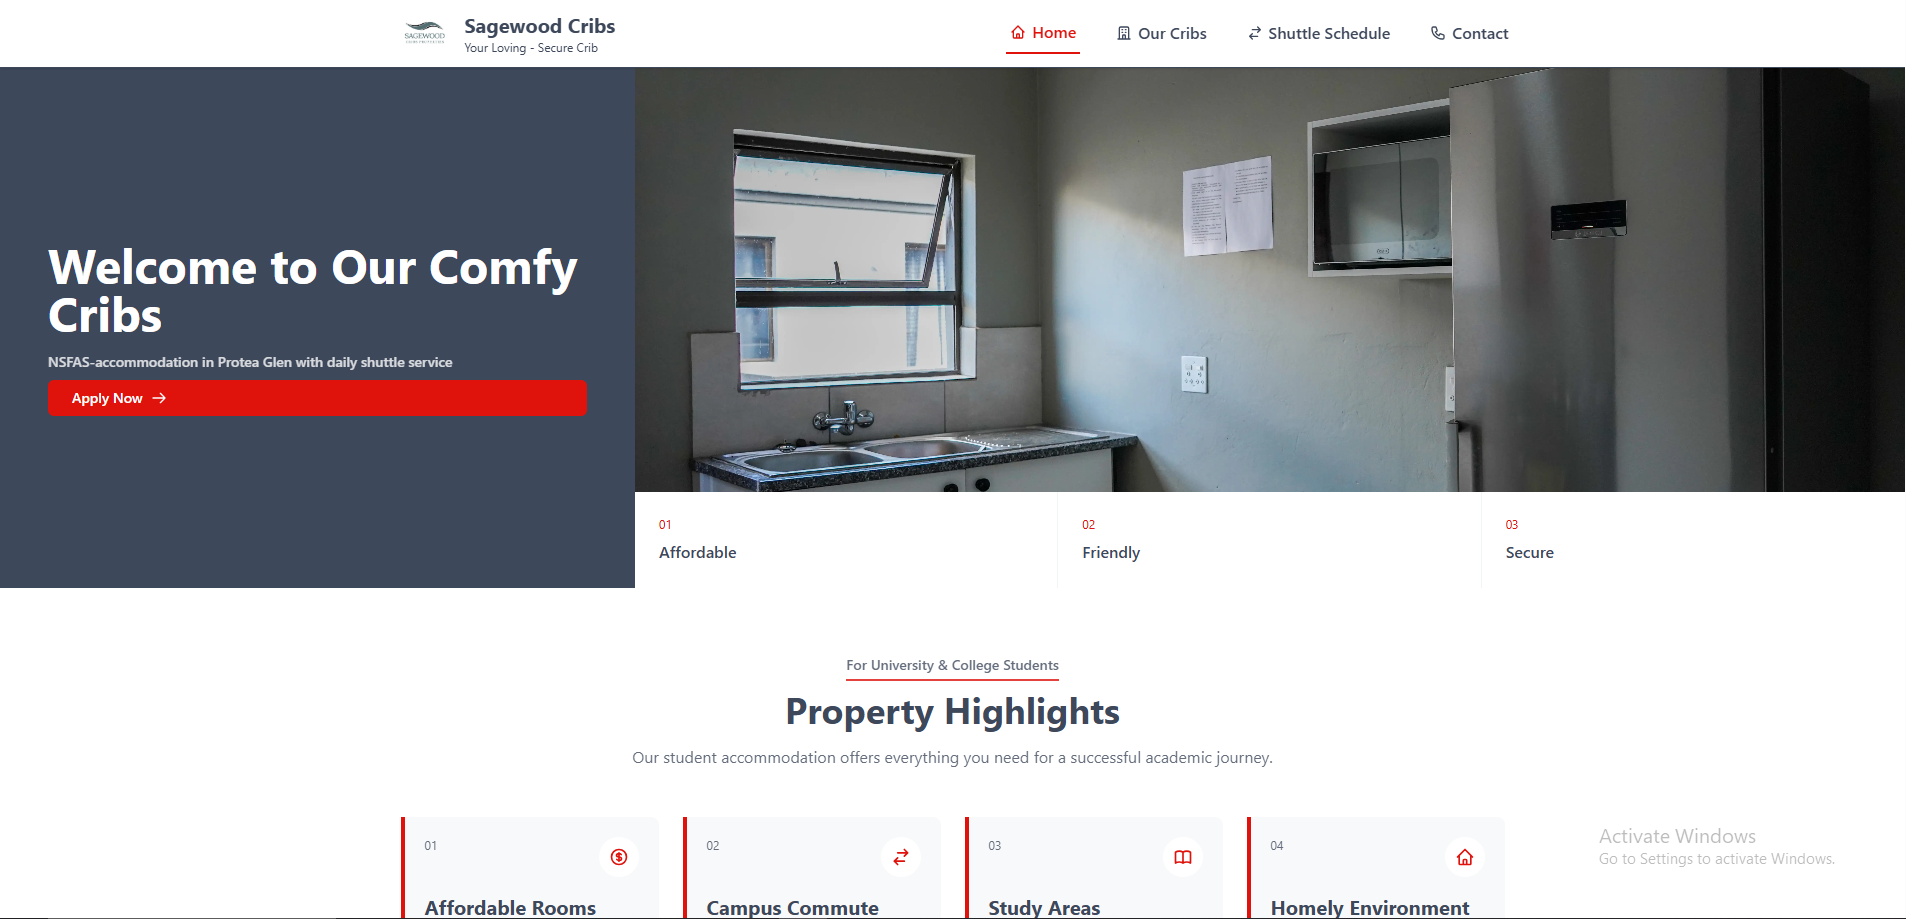 SAGEWOOD
Sagewood Cribs
Your Loving - Secure Crib
Home
Our Cribs
Shuttle Schedule
Contact
Welcome to Our Comfy
Cribs
NSFAS-accommodation in Protea Glen with daily shuttle service
Apply Now
01
Affordable
02
Friendly
03
Secure
For University & College Students
Property Highlights
Our student accommodation offers everything you need for a successful academic journey.
01
Affordable Rooms
02
Campus Commute
03
Study Areas
04
Homely Environment
Activate Windows
Go to Settings to activate Windows.